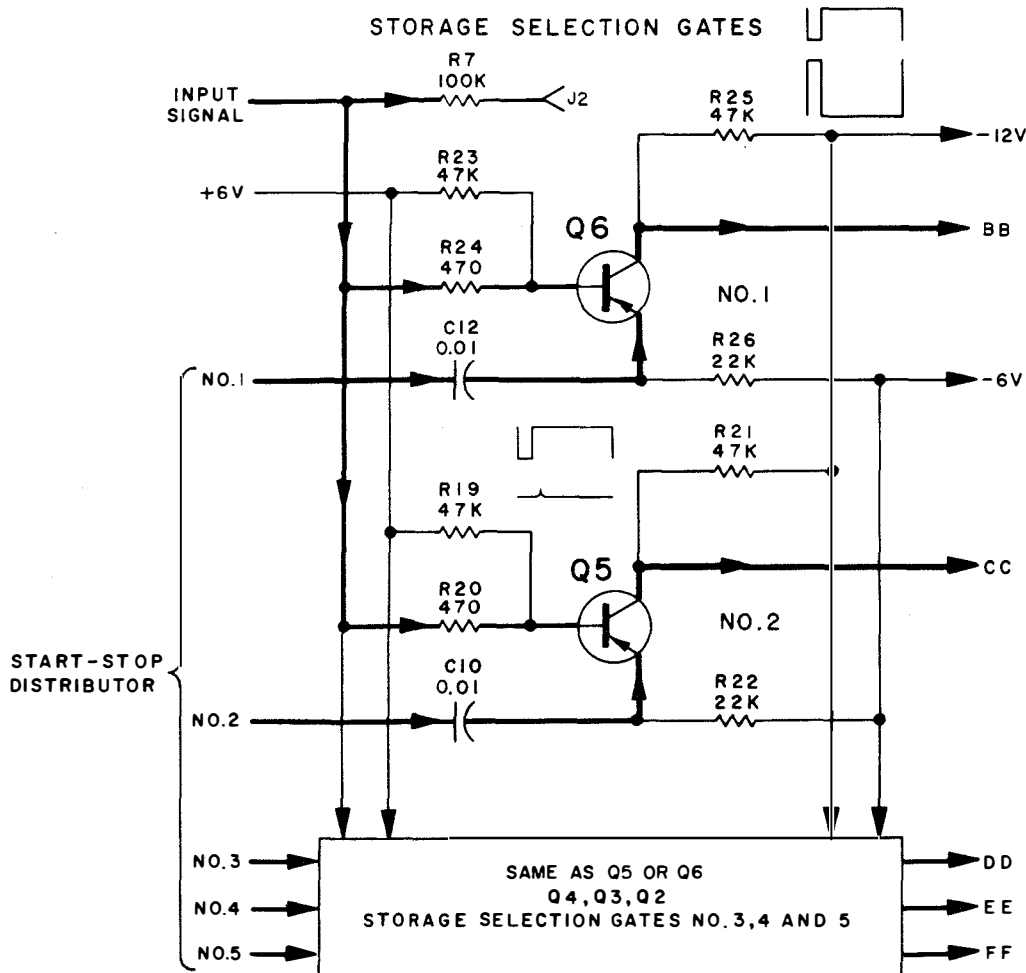 STORAGE SELECTION GATES
R7
100K
INPUT
SIGNAL
J2
R25
47K
-12V
R23
47K
+6V
Q6
BB
R24
470
NO.1
C12
0.01
R26
22K
NO.1
-6V
R21
47K
R19
47K
Q5
CC
R20
470
NO.2
START-STOP
DISTRIBUTOR
C10
0.01
R22
22K
NO.2
NO.3
SAME AS Q5 OR Q6
DD
Q4,Q3,Q2
NO.4
STORAGE SELECTION GATES NO.3,4 AND 5
EE
NO.5
FF